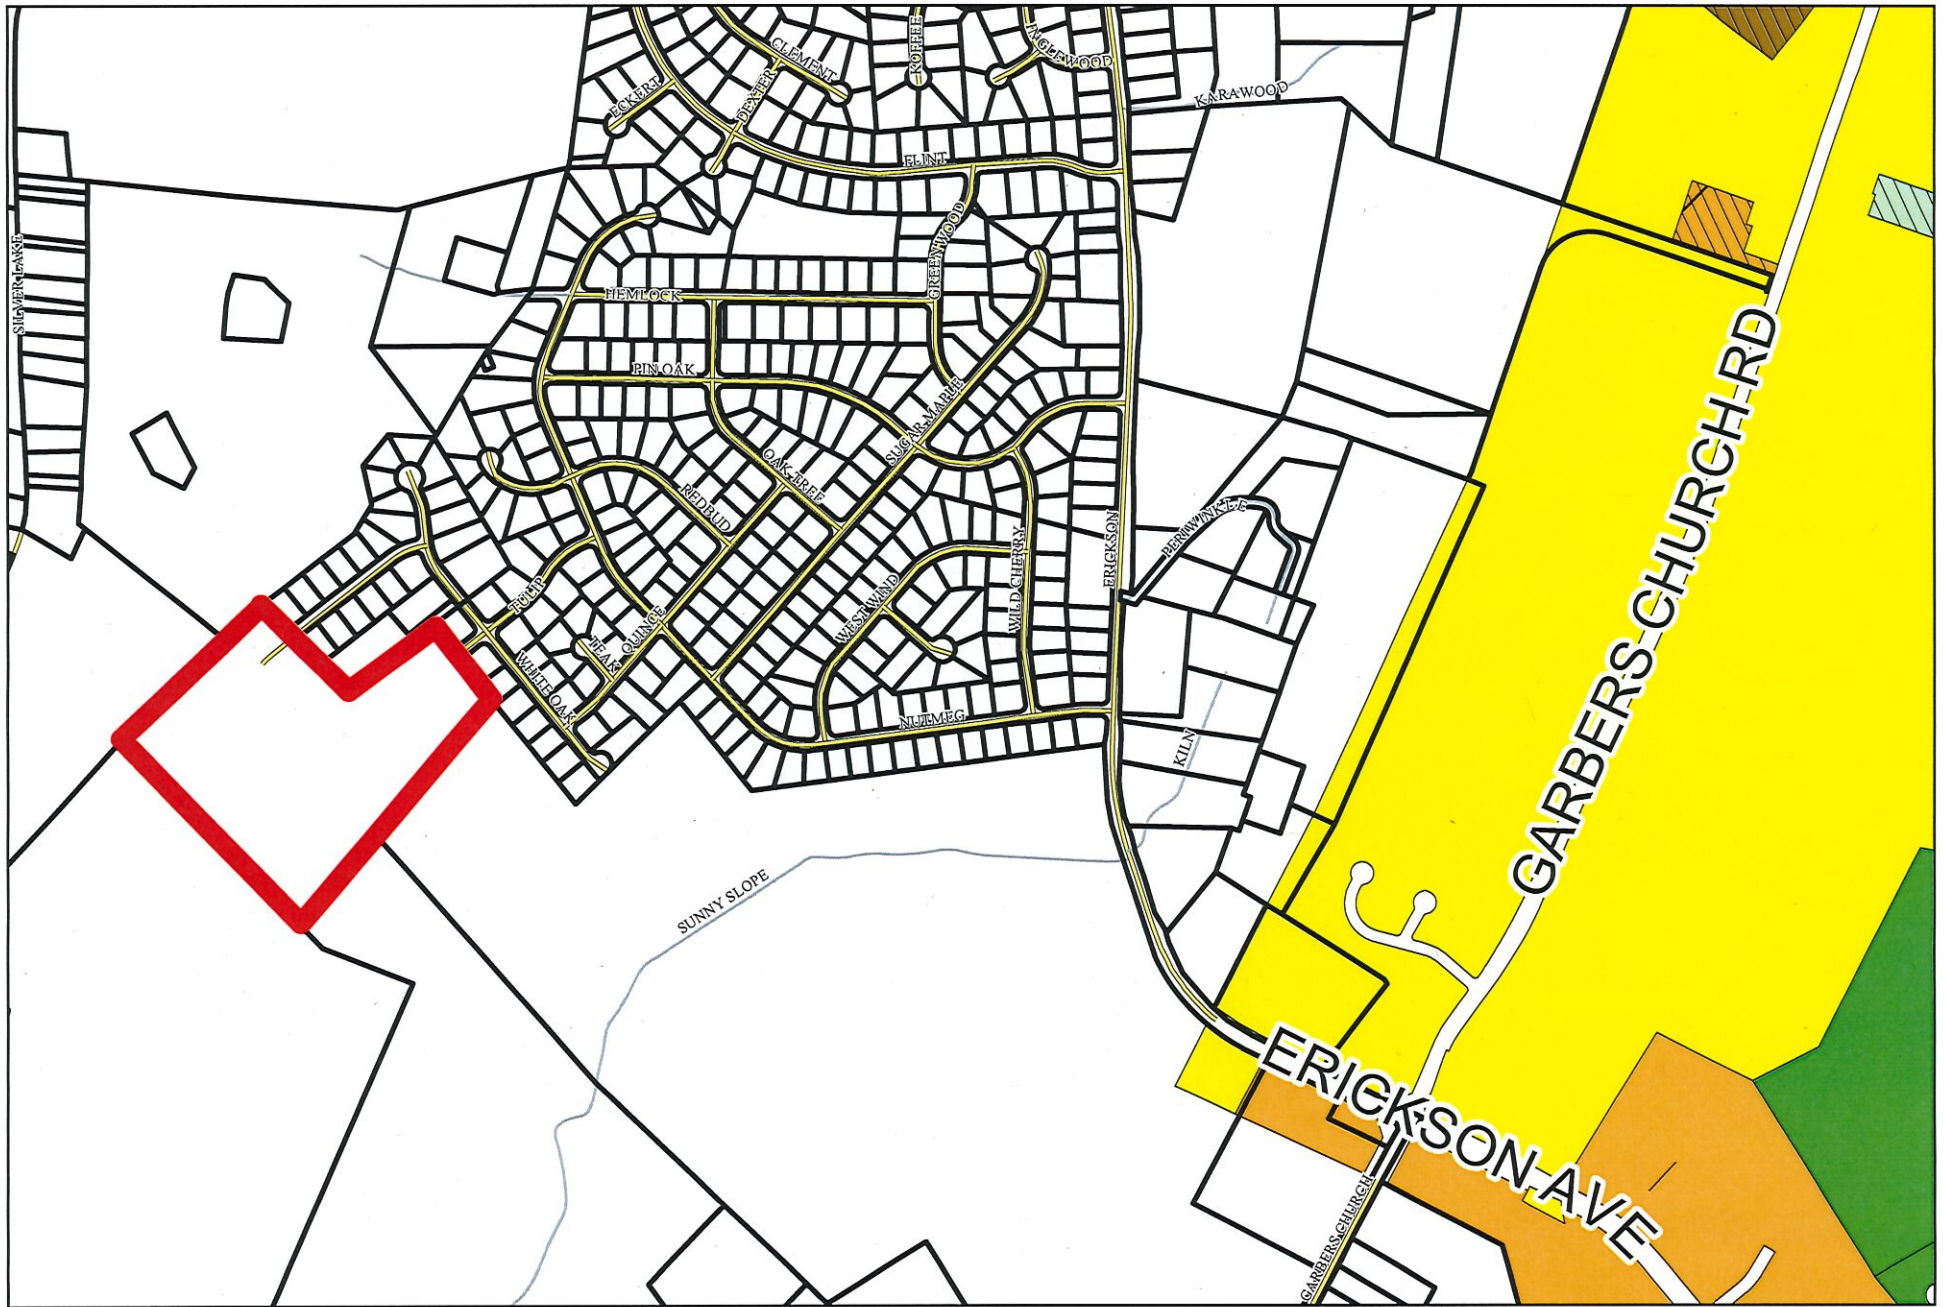 CLEMENT
KOFFEE
INGLEWOOD
ECKERT
DEXTER
KARAWOOD
FLINT
SILVER LAKE
GREENWOOD
HEMLOCK
PIN OAK
SUGAR MAPLE
OAK TREE
REDBUD
PERIWINKLE
ERICKSON
WILD CHERRY
TULIP
WEST WIND
QUINCE
TEAK
WHITE OAK
NUTMEG
KILN
SUNNY SLOPE
GARBERS CHURCH RD
ERICKSON AVE
GARBERS CHURCH